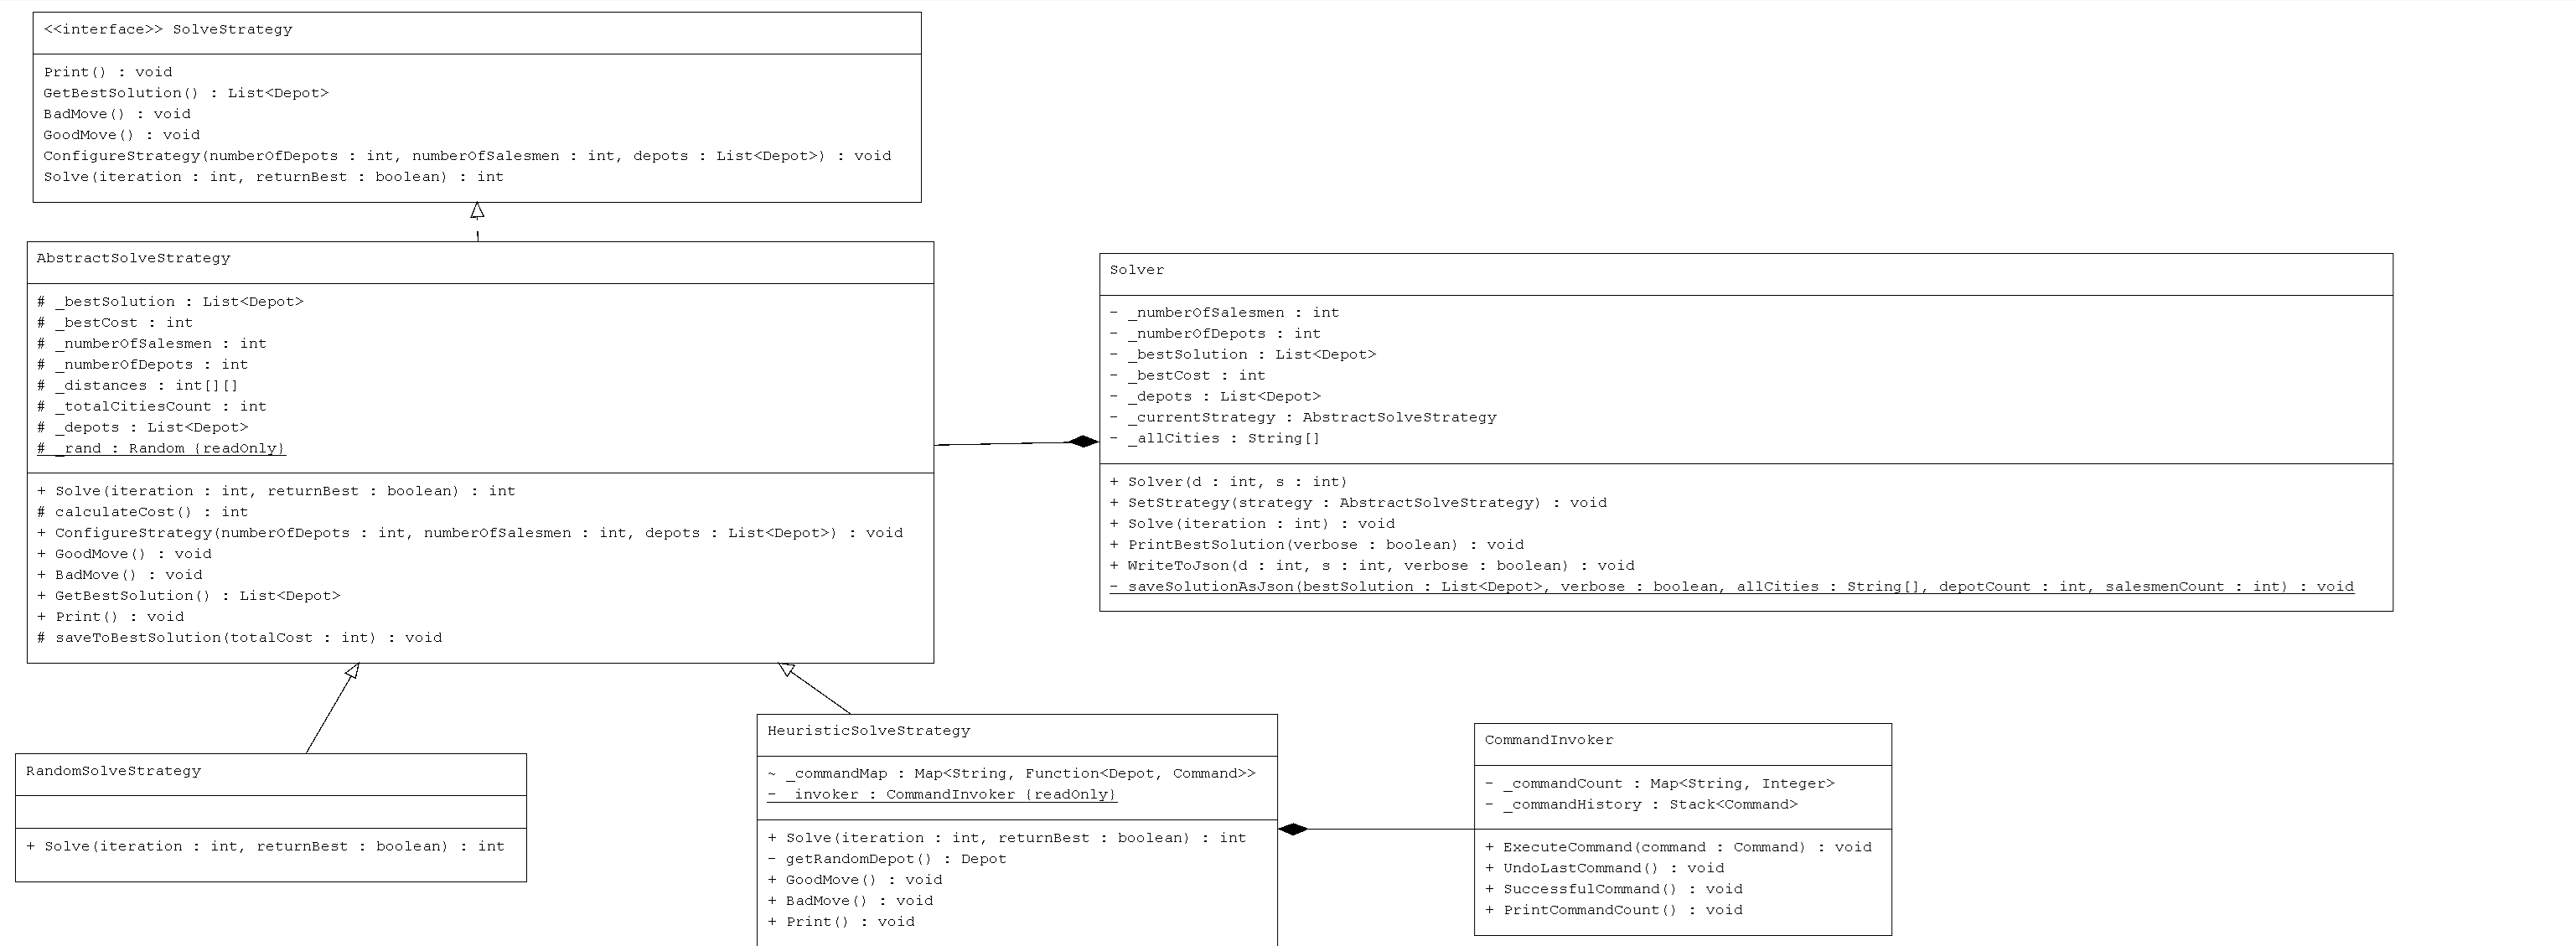 <<interface>> SolveStrategy
Print() : void
GetBestSolution() : List<Depot>
BadMove() : void
GoodMove() : void
ConfigureStrategy(numberOfDepots : int, numberOfSalesmen : int, depots : List<Depot>) : void
Solve(iteration : int, returnBest : boolean) : int
AbstractSolveStrategy
# _bestSolution : List<Depot>
# _bestCost : int
# _numberOfSalesmen : int
# _numberOfDepots : int
# _distances : int[][]
# _totalCitiesCount : int
# _depots : List<Depot>
# _rand : Random {readOnly}
+ Solve(iteration : int, returnBest : boolean) : int
# calculateCost() : int
+ ConfigureStrategy(numberOfDepots : int, numberOfSalesmen : int, depots : List<Depot>) : void
+ GoodMove() : void
+ BadMove() : void
+ GetBestSolution() : List<Depot>
+ Print() : void
# saveToBestSolution(totalCost : int) : void
Solver
- _numberOfSalesmen : int
- _numberOfDepots : int
- _bestSolution : List<Depot>
- _bestCost : int
- _depots : List<Depot>
- _currentStrategy : AbstractSolveStrategy
- _allCities : String[]
+ Solver(d : int, s : int)
+ SetStrategy(strategy : AbstractSolveStrategy) : void
+ Solve(iteration : int) : void
+ PrintBestSolution(verbose : boolean) : void
+ WriteToJson(d : int, s : int, verbose : boolean) : void
- saveSolutionAsJson(bestSolution : List<Depot>, verbose : boolean, allCities : String[], depotCount : int, salesmenCount : int) : void
RandomSolveStrategy
+ Solve(iteration : int, returnBest : boolean) : int
HeuristicSolveStrategy
~ _commandMap : Map<String, Function<Depot, Command>>
- _invoker : CommandInvoker {readOnly}
+ Solve(iteration : int, returnBest : boolean) : int
- getRandomDepot() : Depot
+ GoodMove() : void
+ BadMove() : void
+ Print() : void
CommandInvoker
- _commandCount : Map<String, Integer>
- _commandHistory : Stack<Command>
+ ExecuteCommand(command : Command) : void
+ UndoLastCommand() : void
+ SuccessfulCommand() : void
+ PrintCommandCount() : void